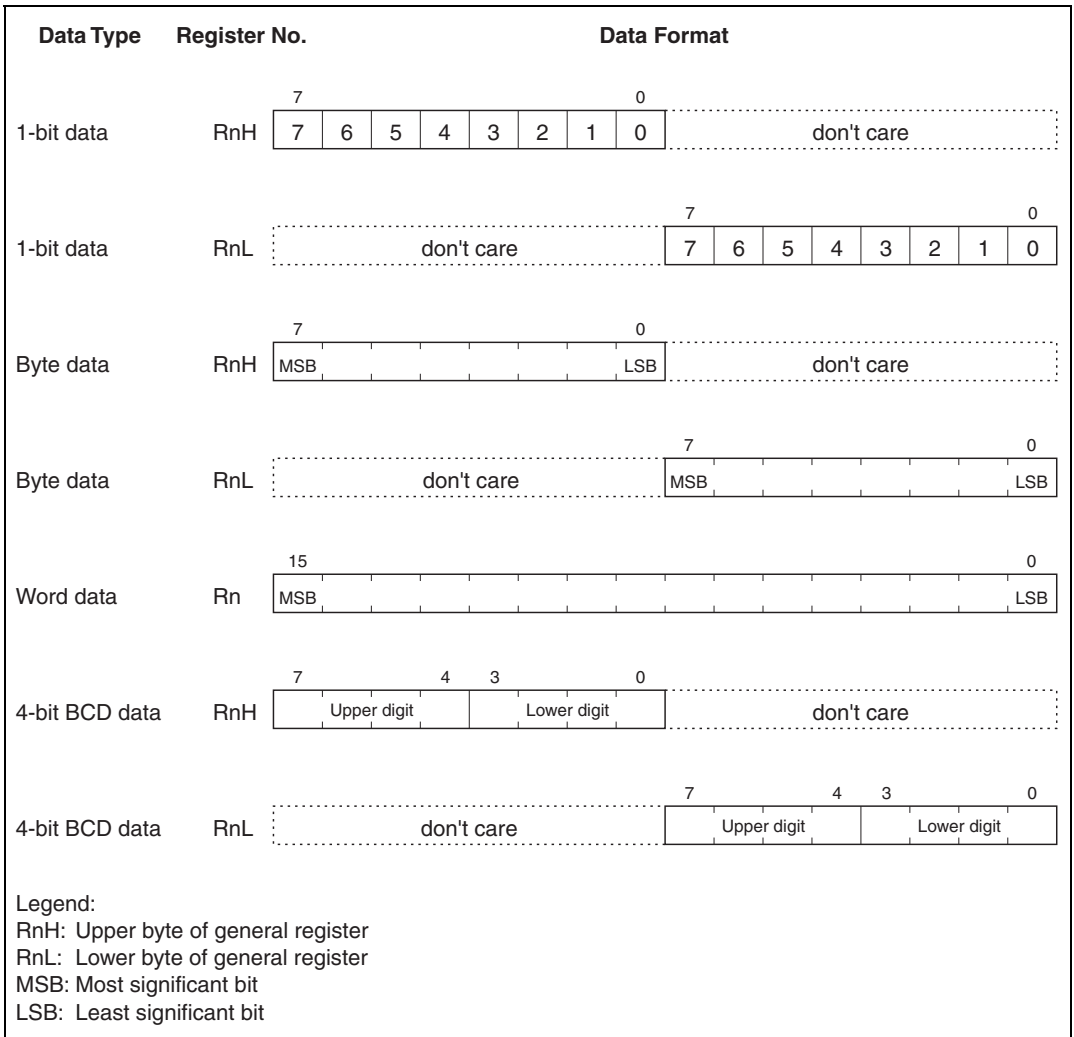 Data Type Register No. Data Format
7 0
1-bit data RnH 7 6 5 4 3 2 1 0 don't care
7 0
1-bit data RnL don't care 7 6 5 4 3 2 1 0
7 0
Byte data RnH MSB LSB don't care
7 0
Byte data RnL don't care MSB LSB
15 0
Word data Rn MSB LSB
7 4 3 0
4-bit BCD data RnH Upper digit Lower digit don't care
7 4 3 0
4-bit BCD data RnL don't care Upper digit Lower digit
Legend:
RnH: Upper byte of general register
RnL: Lower byte of general register
MSB: Most significant bit
LSB: Least significant bit